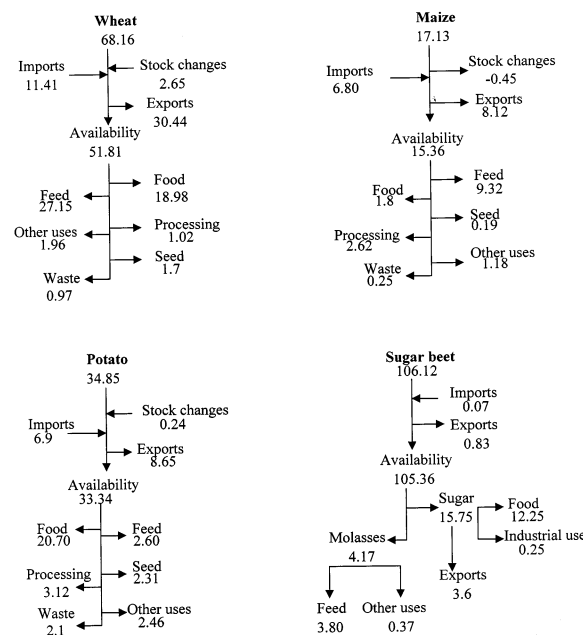 Wheat
68.16
Imports
11.41
Stock changes
2.65
Exports
30.44
Availability
51.81
Food
18.98
Feed
27.15
Processing
1.02
Other uses
1.96
Seed
1.7
Waste
0.97
Maize
17.13
Stock changes
-0.45
Imports
6.80
Exports
8.12
Availability
15.36
Feed
9.32
Food
1.8
Seed
0.19
Processing
2.62
Other uses
1.18
Waste
0.25
Potato
34.85
Stock changes
0.24
Imports
6.9
Exports
8.65
Availability
33.34
Food
20.70
Feed
2.60
Seed
2.31
Processing
3.12
Other uses
2.46
Waste
2.1
Sugar beet
106.12
Imports
0.07
Exports
0.83
Availability
105.36
Sugar
15.75
Food
12.25
Industrial use
0.25
Molasses
4.17
Exports
3.6
Feed
3.80
Other uses
0.37